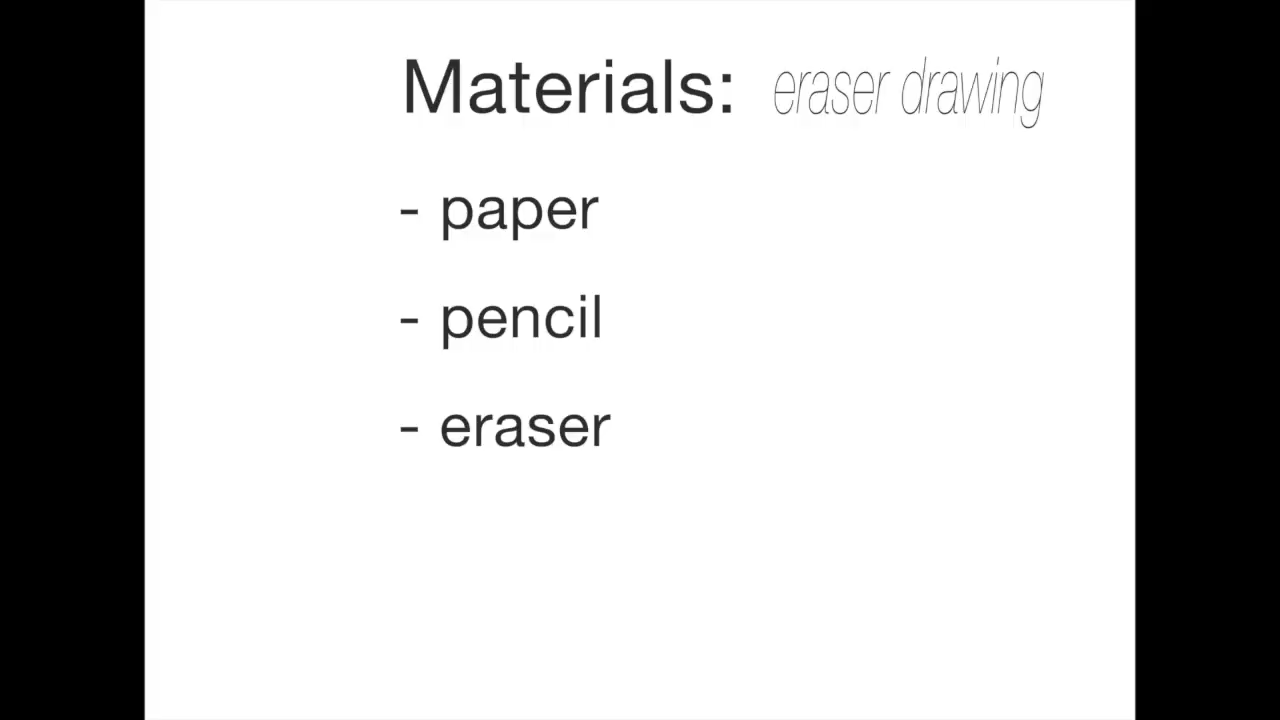 Materials: eraser drawing
- paper
- pencil
- eraser